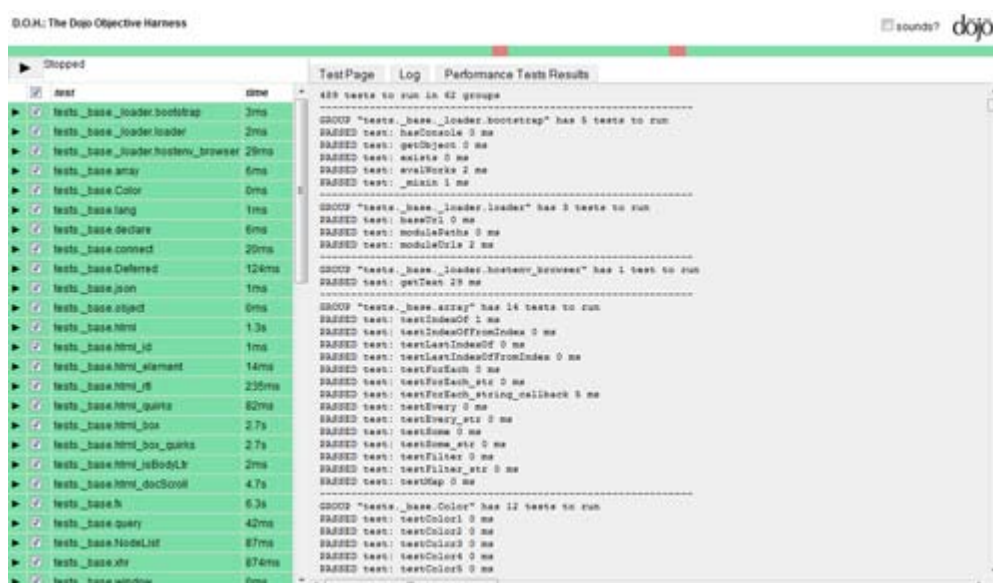 D.O.H.: The Dojo Objective Harness
sounds?
dojo
Stopped
test time
tests._base._loader.bootstrap 3ms
tests._base._loader.loader 2ms
tests._base._loader.hostenv_browser 29ms
tests._base.array 6ms
tests._base.Color 0ms
tests._base.lang 1ms
tests._base.declare 6ms
tests._base.connect 20ms
tests._base.Deferred 124ms
tests._base.json 1ms
tests._base.object 0ms
tests._base.html 1.3s
tests._base.html_id 1ms
tests._base.html_element 14ms
tests._base.html_rtl 235ms
tests._base.html_quirks 82ms
tests._base.html_box 2.7s
tests._base.html_box_quirks 2.7s
tests._base.html_isBodyLtr 2ms
tests._base.html_docScroll 4.7s
tests._base.fx 6.3s
tests._base.query 42ms
tests._base.NodeList 87ms
tests._base.xhr 874ms
tests._base.window 0ms
Test Page Log Performance Tests Results
tests to run in 62 groups
GROUP "tests._base._loader.bootstrap" has 5 tests to run
PASSED test: hasConsole 0 ms
PASSED test: getObject 0 ms
PASSED test: exists 0 ms
PASSED test: evalWorks 2 ms
PASSED test: _mixin 1 ms
GROUP "tests._base._loader.loader" has 3 tests to run
PASSED test: baseUrl 0 ms
PASSED test: modulePaths 0 ms
PASSED test: moduleUrls 2 ms
GROUP "tests._base._loader.hostenv_browser" has 1 test to run
PASSED test: getText 29 ms
GROUP "tests._base.array" has 14 tests to run
PASSED test: testIndexOf 1 ms
PASSED test: testIndexOfFromIndex 0 ms
PASSED test: testLastIndexOf 0 ms
PASSED test: testLastIndexOfFromIndex 0 ms
PASSED test: testForEach 0 ms
PASSED test: testForEach_str 0 ms
PASSED test: testForEach_string_callback 5 ms
PASSED test: testEvery 0 ms
PASSED test: testEvery_str 0 ms
PASSED test: testSome 0 ms
PASSED test: testSome_str 0 ms
PASSED test: testFilter 0 ms
PASSED test: testFilter_str 0 ms
PASSED test: testMap 0 ms
GROUP "tests._base.Color" has 12 tests to run
PASSED test: testColor1 0 ms
PASSED test: testColor2 0 ms
PASSED test: testColor3 0 ms
PASSED test: testColor4 0 ms
PASSED test: testColor5 0 ms